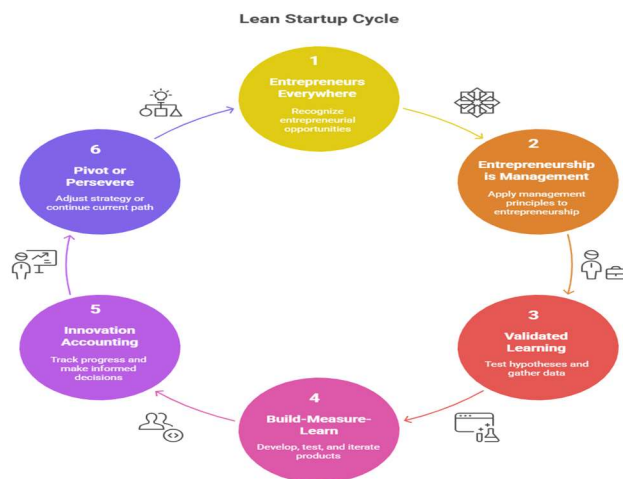 Lean Startup Cycle
1
Entrepreneurs
Everywhere
Recognize
entrepreneurial
opportunities
2
Entrepreneurship
is Management
Apply management
principles to
entrepreneurship
3
Validated
Learning
Test hypotheses and
gather data
4
Build-Measure-
Learn
Develop, test, and iterate
products
5
Innovation
Accounting
Track progress and
make informed
decisions
6
Pivot or
Persevere
Adjust strategy or
continue current path